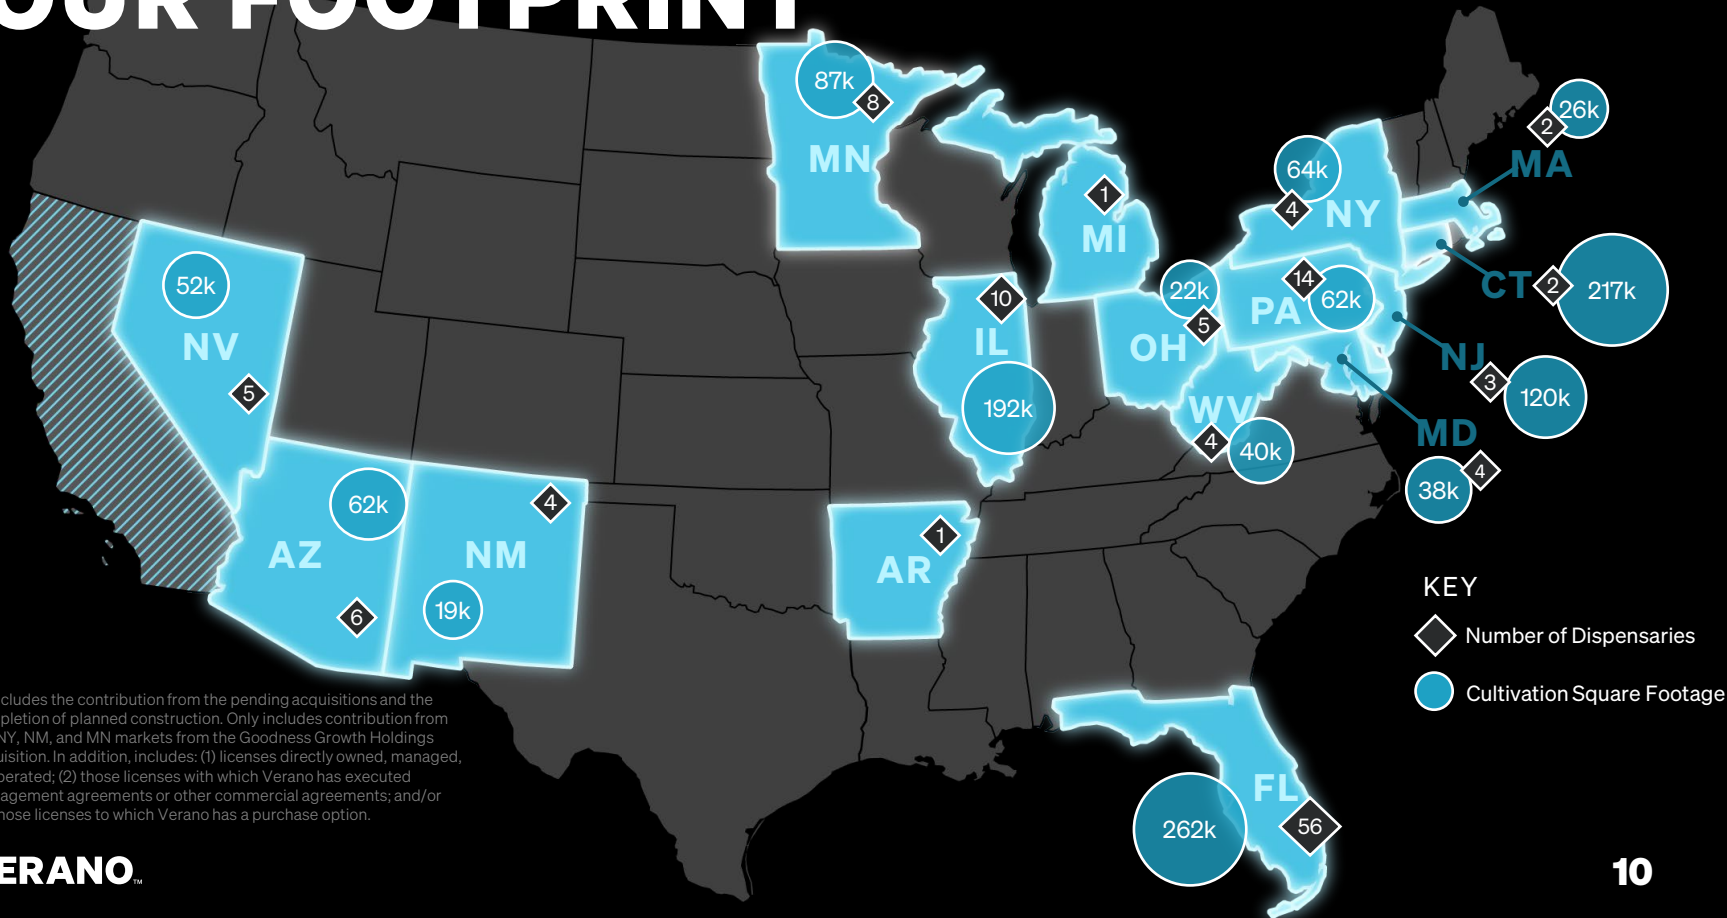 OUR FOOTPRINT
87k
8
MN
26k
2
MA
64k
4
NY
1
MI
52k
NV
5
10
IL
192k
22k
5
OH
14
PA
62k
CT
2
217k
NJ
3
120k
WV
4
40k
MD
4
38k
62k
AZ
6
4
NM
19k
1
AR
FL
56
262k
KEY
Number of Dispensaries
Cultivation Square Footage
cludes the contribution from the pending acquisitions and the
pletion of planned construction. Only includes contribution from
NY, NM, and MN markets from the Goodness Growth Holdings
uisition. In addition, includes: (1) licenses directly owned, managed,
perated; (2) those licenses with which Verano has executed
agement agreements or other commercial agreements; and/or
hose licenses to which Verano has a purchase option.
ERANO™
10